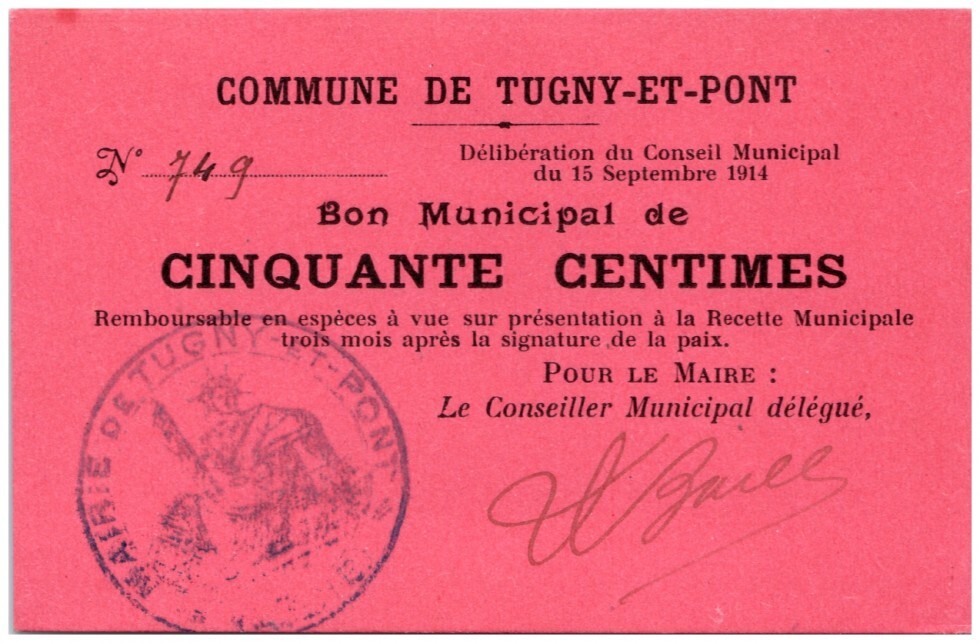 COMMUNE DE TUGNY-ET-PONT
N° 749
Délibération du Conseil Municipal
du 15 Septembre 1914
Bon Municipal de
CINQUANTE CENTIMES
Remboursable en espèces à vue sur présentation à la Recette Municipale
trois mois après la signature de la paix.
POUR LE MAIRE :
Le Conseiller Municipal délégué,
MAIRIE DE TUGNY-ET-PONT